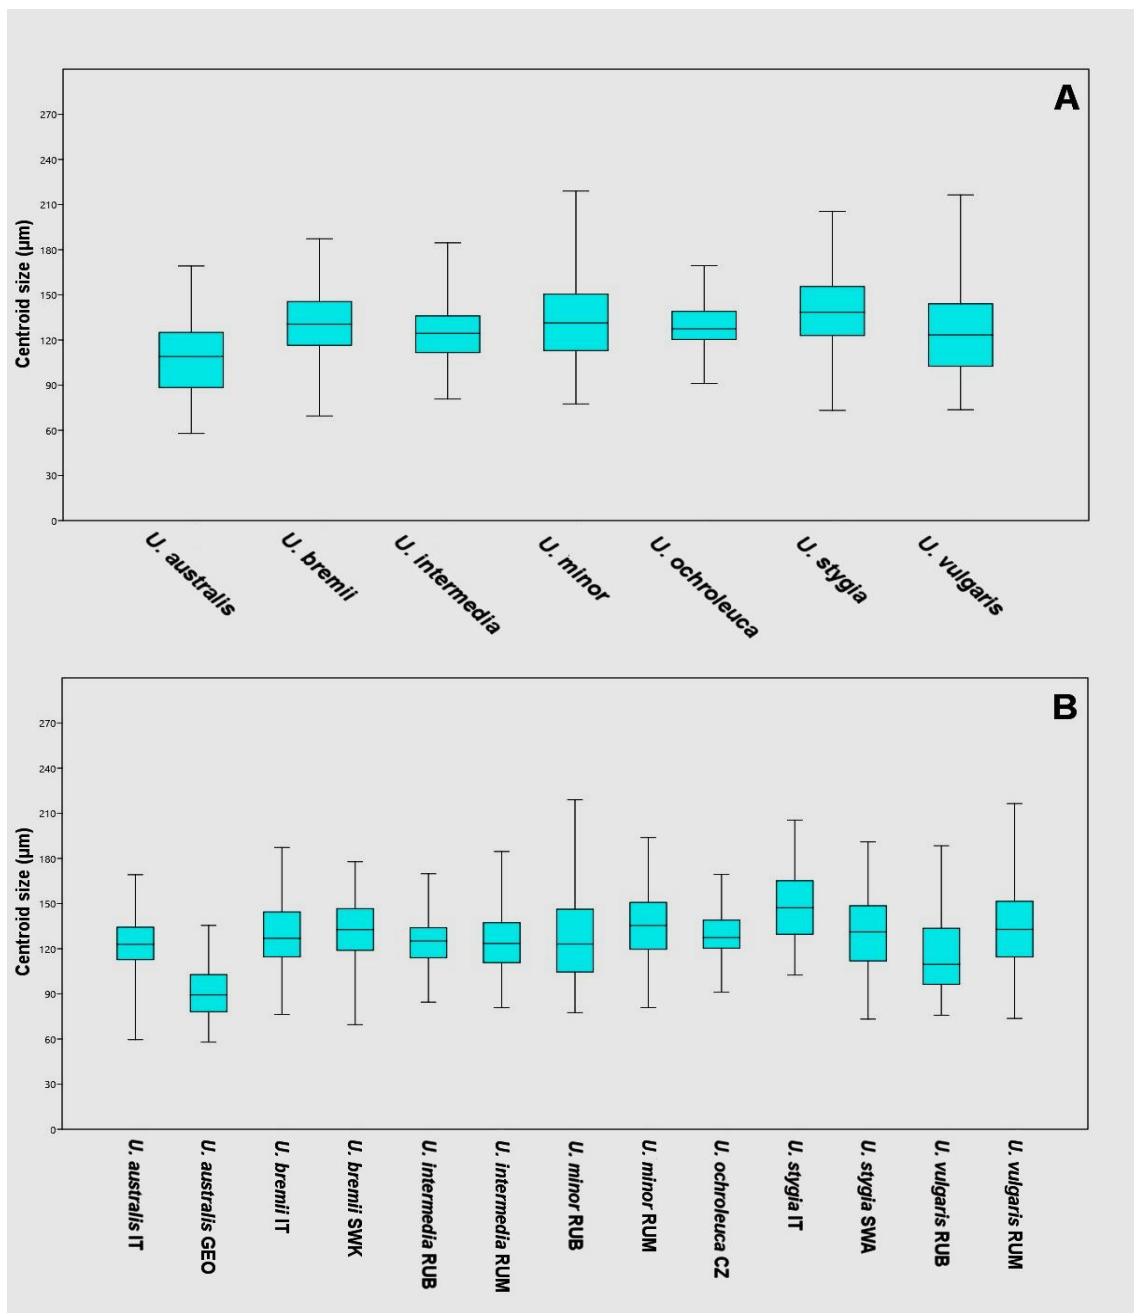 A
Centroid size (µm)
270
240
210
180
150
120
90
60
30
0
U. australis
U. bremii
U. intermedia
U. minor
U. ochroleuca
U. stygia
U. vulgaris
B
Centroid size (µm)
270
240
210
180
150
120
90
60
30
0
U. australis IT
U. australis GEO
U. bremii IT
U. bremii SWK
U. intermedia RUB
U. intermedia RUM
U. minor RUB
U. minor RUM
U. ochroleuca CZ
U. stygia IT
U. stygia SWA
U. vulgaris RUB
U. vulgaris RUM